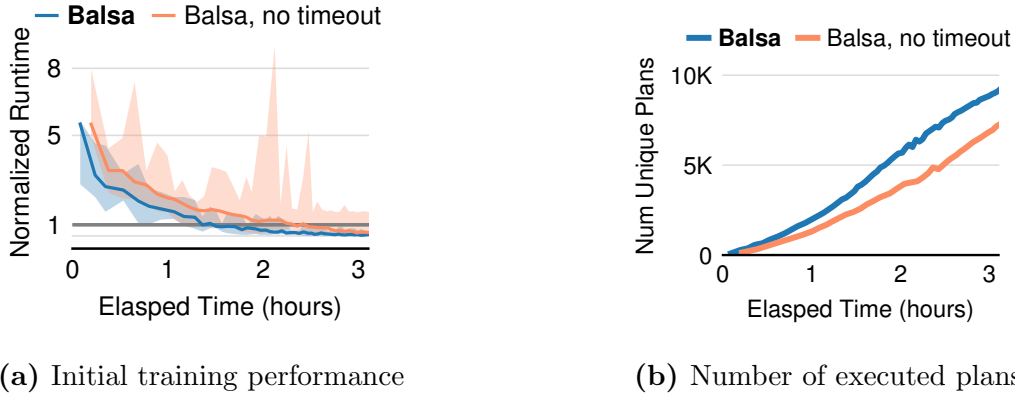 Balsa Balsa, no timeout
Normalized Runtime
8
5
1
0 1 2 3
Elasped Time (hours)
(a) Initial training performance
Balsa Balsa, no timeout
Num Unique Plans
10K
5K
0
0 1 2 3
Elasped Time (hours)
(b) Number of executed plans